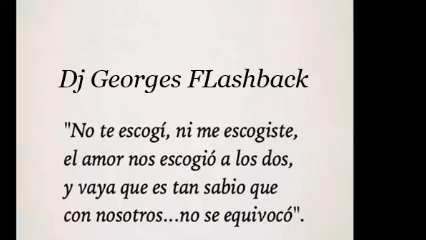 Dj Georges FLashback
"No te escogí, ni me escogiste,
el amor nos escogió a los dos,
y vaya que es tan sabio que
con nosotros...no se equivocó".